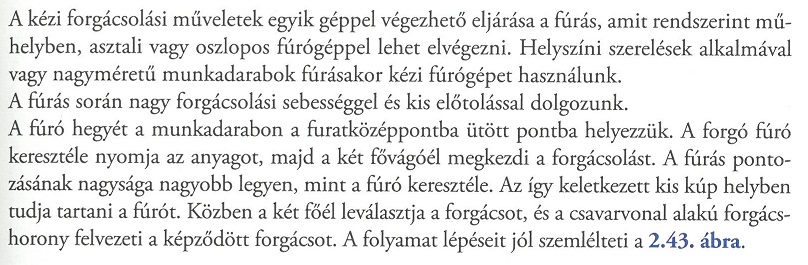 A kézi forgácsolási műveletek egyik géppel végezhető eljárása a fúrás, amit rendszerint mű-
helyben, asztali vagy oszlopos fúrógéppel lehet elvégezni. Helyszíni szerelések alkalmával
vagy nagyméretű munkadarabok fúrásakor kézi fúrógépet használunk.
A fúrás során nagy forgácsolási sebességgel és kis előtolással dolgozunk.
A fúró hegyét a munkadarabon a furatközéppontba ütött pontba helyezzük. A forgó fúró
keresztéle nyomja az anyagot, majd a két fővágóél megkezdi a forgácsolást. A fúrás ponto-
zásának nagysága nagyobb legyen, mint a fúró keresztéle. Az így keletkezett kis kúp helyben
tudja tartani a fúrót. Közben a két főél leválasztja a forgácsot, és a csavarvonal alakú forgács-
horony felvezeti a képződött forgácsot. A folyamat lépéseit jól szemlélteti a 2.43. ábra.